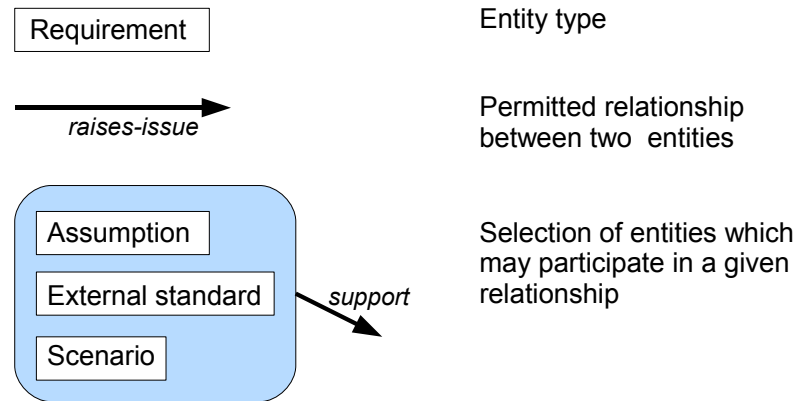 Requirement
Entity type
raises-issue
Permitted relationship
between two entities
Assumption
External standard
Scenario
support
Selection of entities which
may participate in a given
relationship